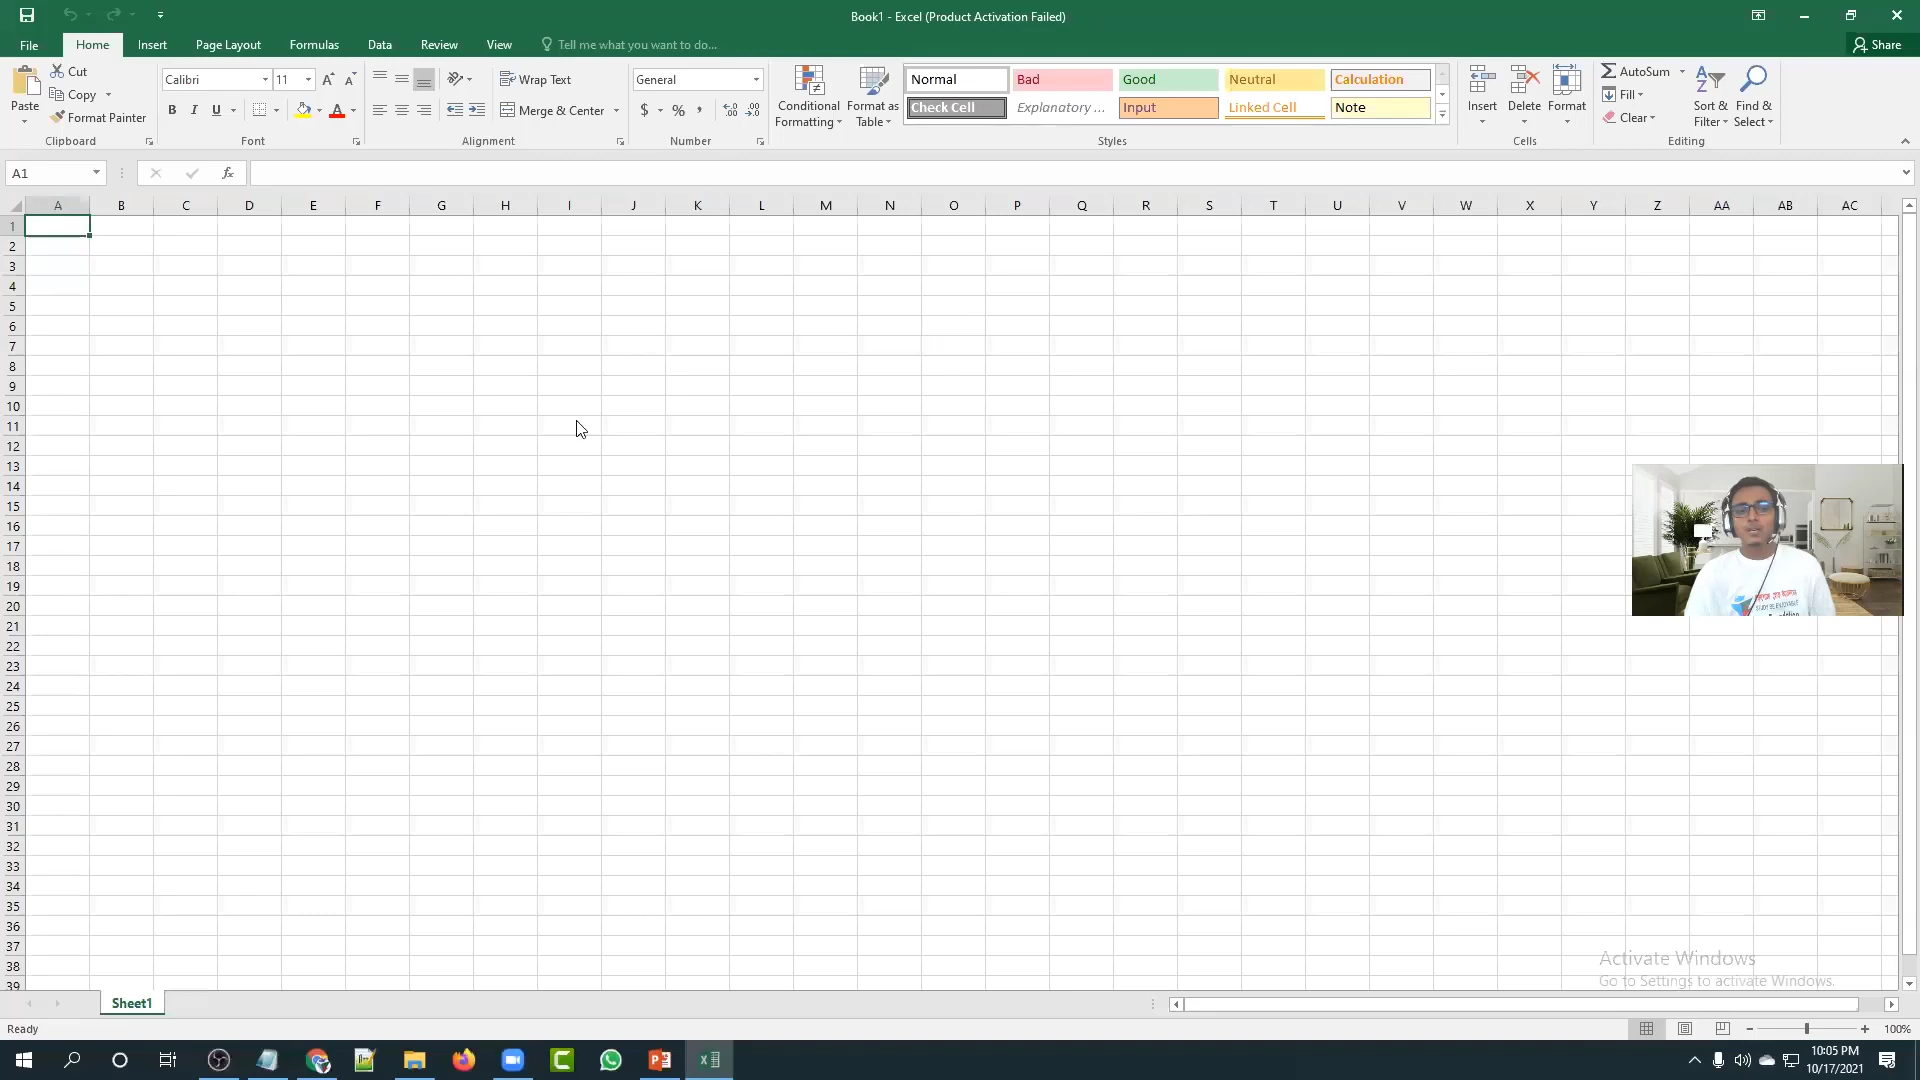 Book1 - Excel (Product Activation Failed)
File Home Insert Page Layout Formulas Data Review View Tell me what you want to do... Share
Paste
Cut
Copy
Format Painter
Clipboard
Calibri 11
B I U A
Font
Wrap Text
Merge & Center
Alignment
General
$ % ,
Number
Conditional Formatting
Format as Table
Normal Bad Good Neutral Calculation
Check Cell Explanatory ... Input Linked Cell Note
Styles
Insert Delete Format
Cells
AutoSum
Fill
Clear
Sort & Filter
Find & Select
Editing
A1 fx
A B C D E F G H I J K L M N O P Q R S T U V W X Y Z AA AB AC
1
2
3
4
5
6
7
8
9
10
11
12
13
14
15
16
17
18
19
20
21
22
23
24
25
26
27
28
29
30
31
32
33
34
35
36
37
38
39
STUDY BE ENJOYABLE
Activate Windows
Go to Settings to activate Windows.
Sheet1
Ready
100%
10:05 PM
10/17/2021